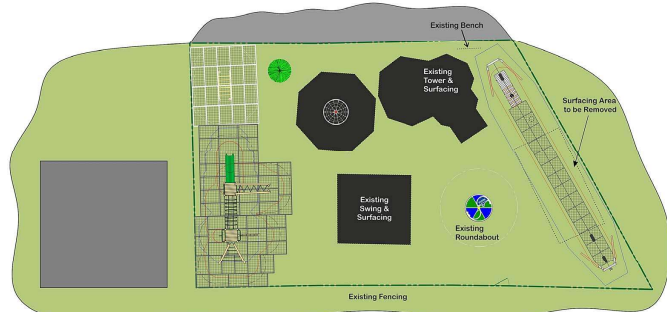 Existing Bench
Existing
Tower &
Surfacing
Surfacing Area
to be Removed
Existing
Swing &
Surfacing
Existing
Roundabout
Existing Fencing